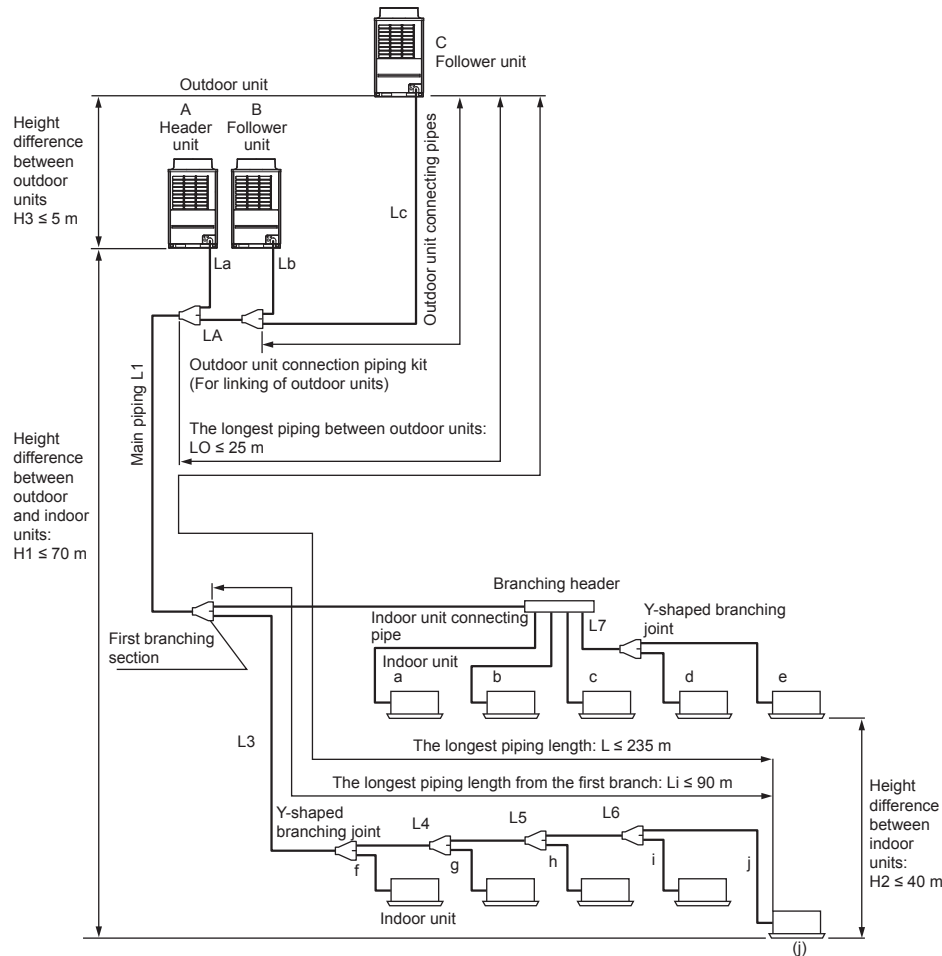 C
Follower unit
Outdoor unit
Height
difference
between
outdoor
units
H3 ≤ 5 m
A
Header
unit
B
Follower
unit
Outdoor unit connecting pipes
Lc
La
Lb
LA
Outdoor unit connection piping kit
(For linking of outdoor units)
Main piping L1
The longest piping between outdoor units:
LO ≤ 25 m
Height
difference
between
outdoor
and indoor
units:
H1 ≤ 70 m
Branching header
Indoor unit connecting
pipe
L7
Y-shaped branching
joint
First branching
section
Indoor unit
a
b
c
d
e
L3
The longest piping length: L ≤ 235 m
The longest piping length from the first branch: Li ≤ 90 m
Height
difference
between
indoor
units:
H2 ≤ 40 m
Y-shaped
branching joint
L4
L5
L6
f
g
h
i
j
Indoor unit
(j)